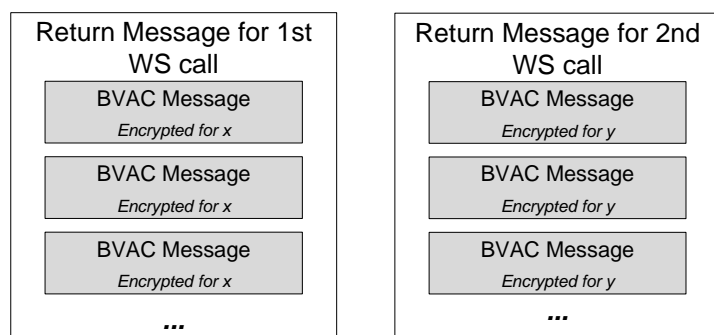 Return Message for 1st
WS call
BVAC Message
Encrypted for x
BVAC Message
Encrypted for x
BVAC Message
Encrypted for x
...
Return Message for 2nd
WS call
BVAC Message
Encrypted for y
BVAC Message
Encrypted for y
BVAC Message
Encrypted for y
...